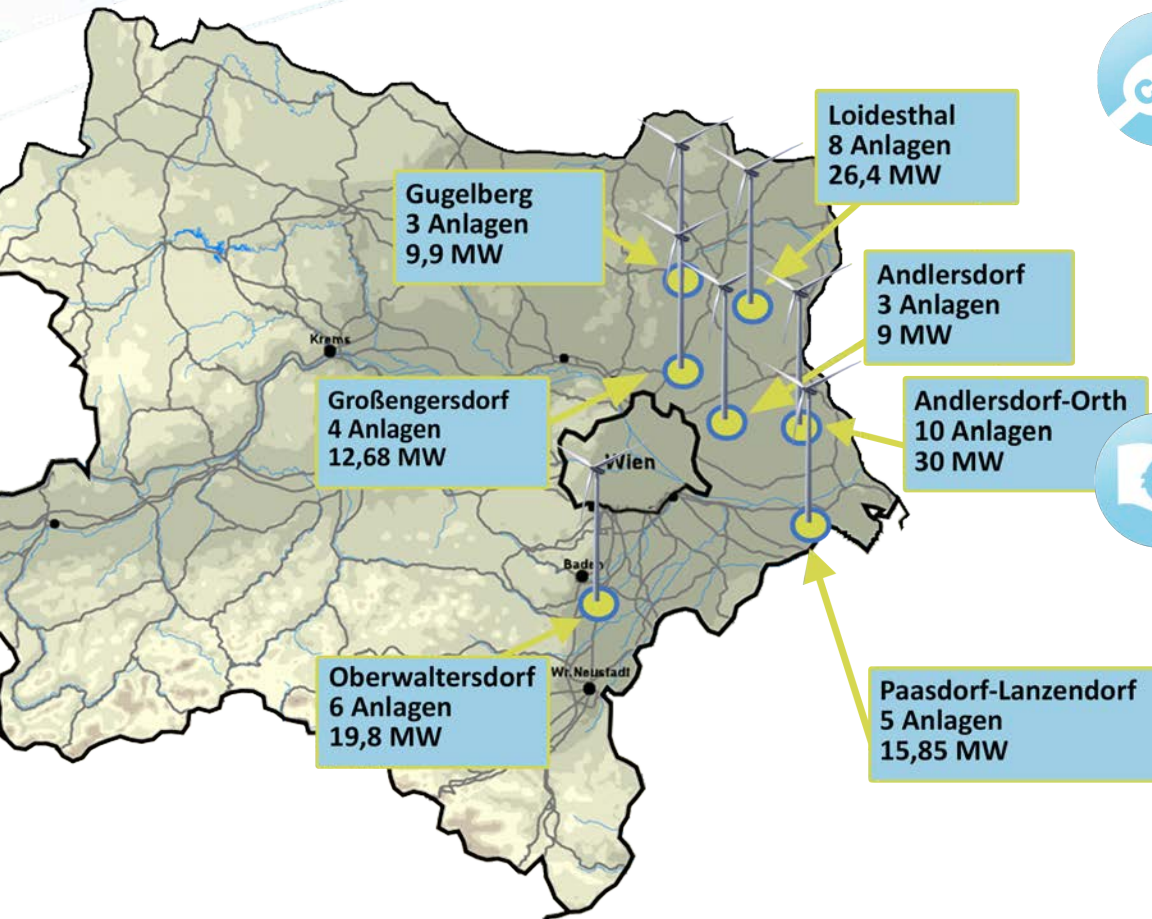 Loidesthal
8 Anlagen
26,4 MW
Gugelberg
3 Anlagen
9,9 MW
Andlersdorf
3 Anlagen
9 MW
Krems
Großengersdorf
4 Anlagen
12,68 MW
Andlersdorf-Orth
10 Anlagen
30 MW
Wien
Baden
Oberwaltersdorf
6 Anlagen
19,8 MW
Wr.Neustadt
Paasdorf-Lanzendorf
5 Anlagen
15,85 MW